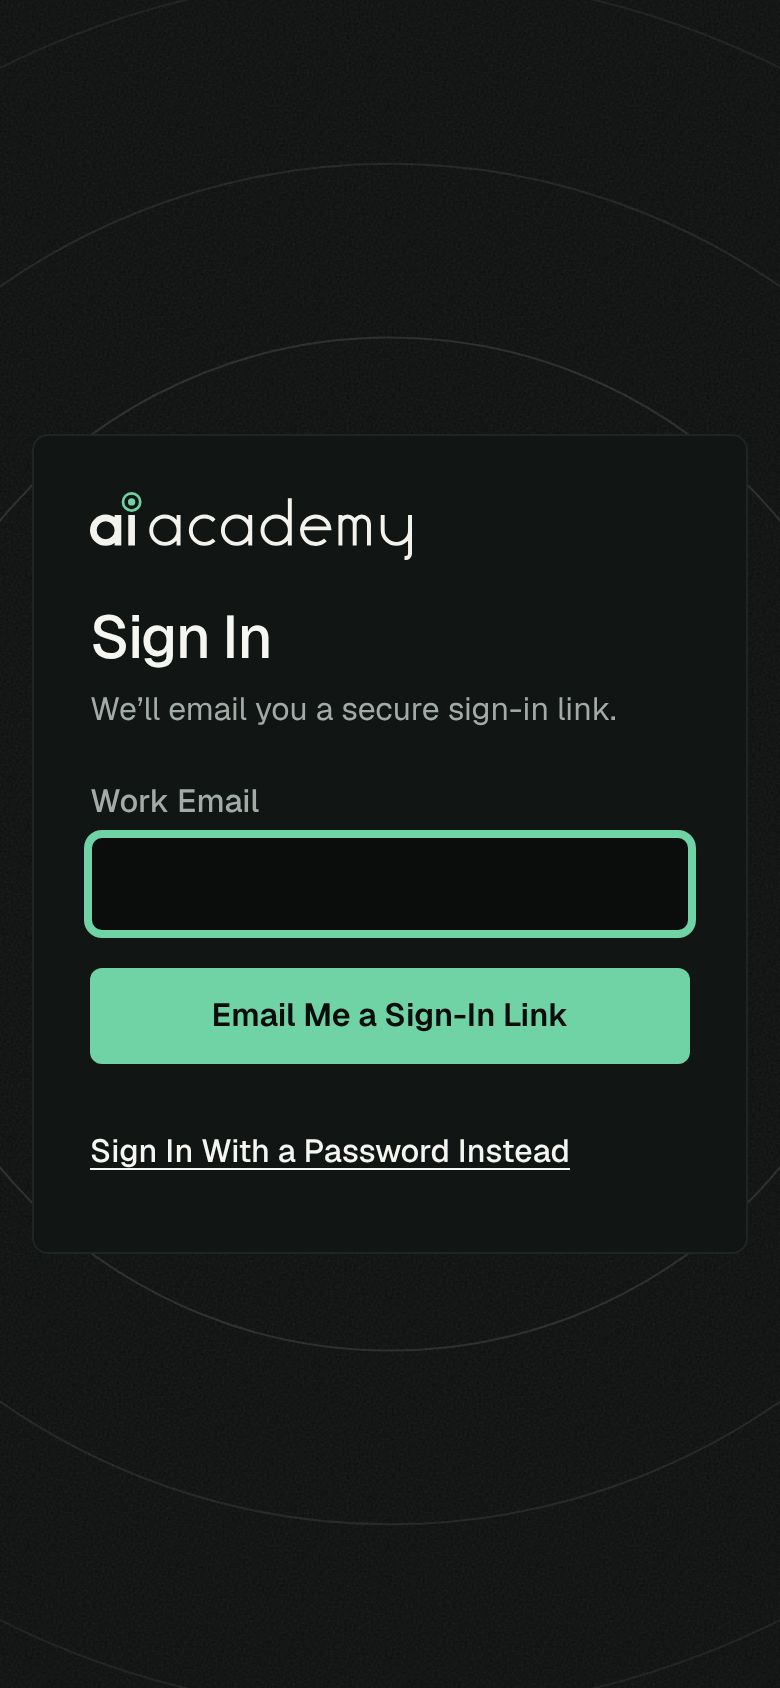 ai academy
Sign In
We’ll email you a secure sign-in link.
Work Email
Email Me a Sign-In Link
Sign In With a Password Instead